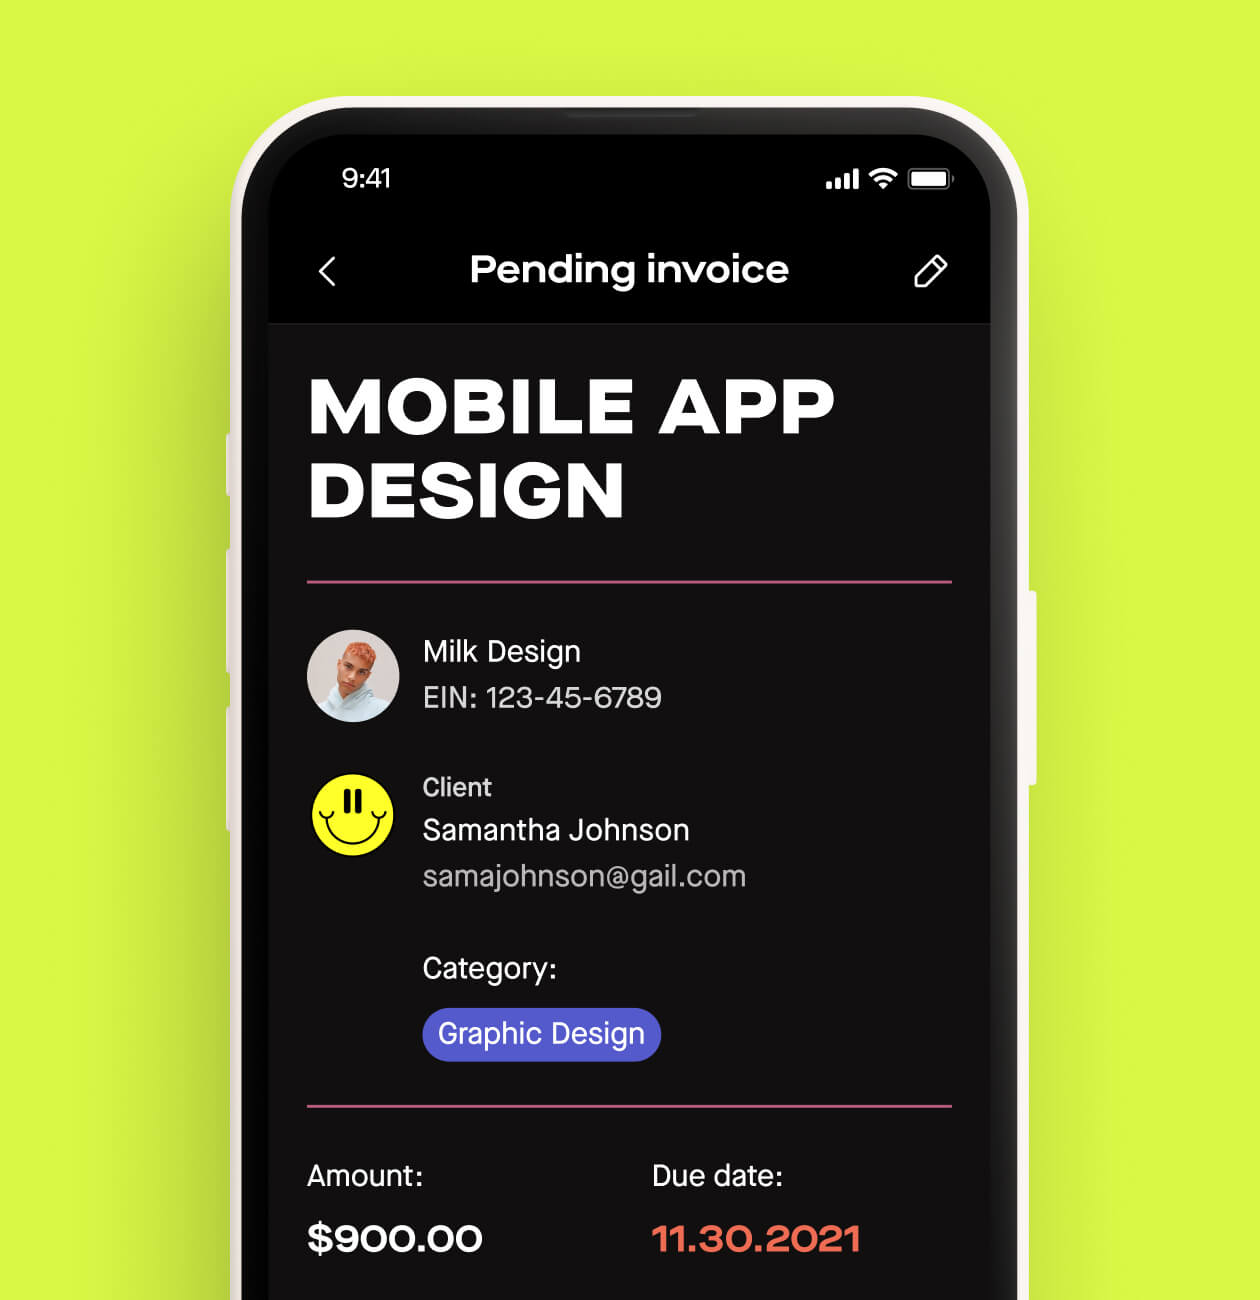 9:41
Pending invoice
MOBILE APP
DESIGN
Milk Design
EIN: 123-45-6789
Client
Samantha Johnson
samajohnson@gail.com
Category:
Graphic Design
Amount:
Due date:
$900.00
11.30.2021